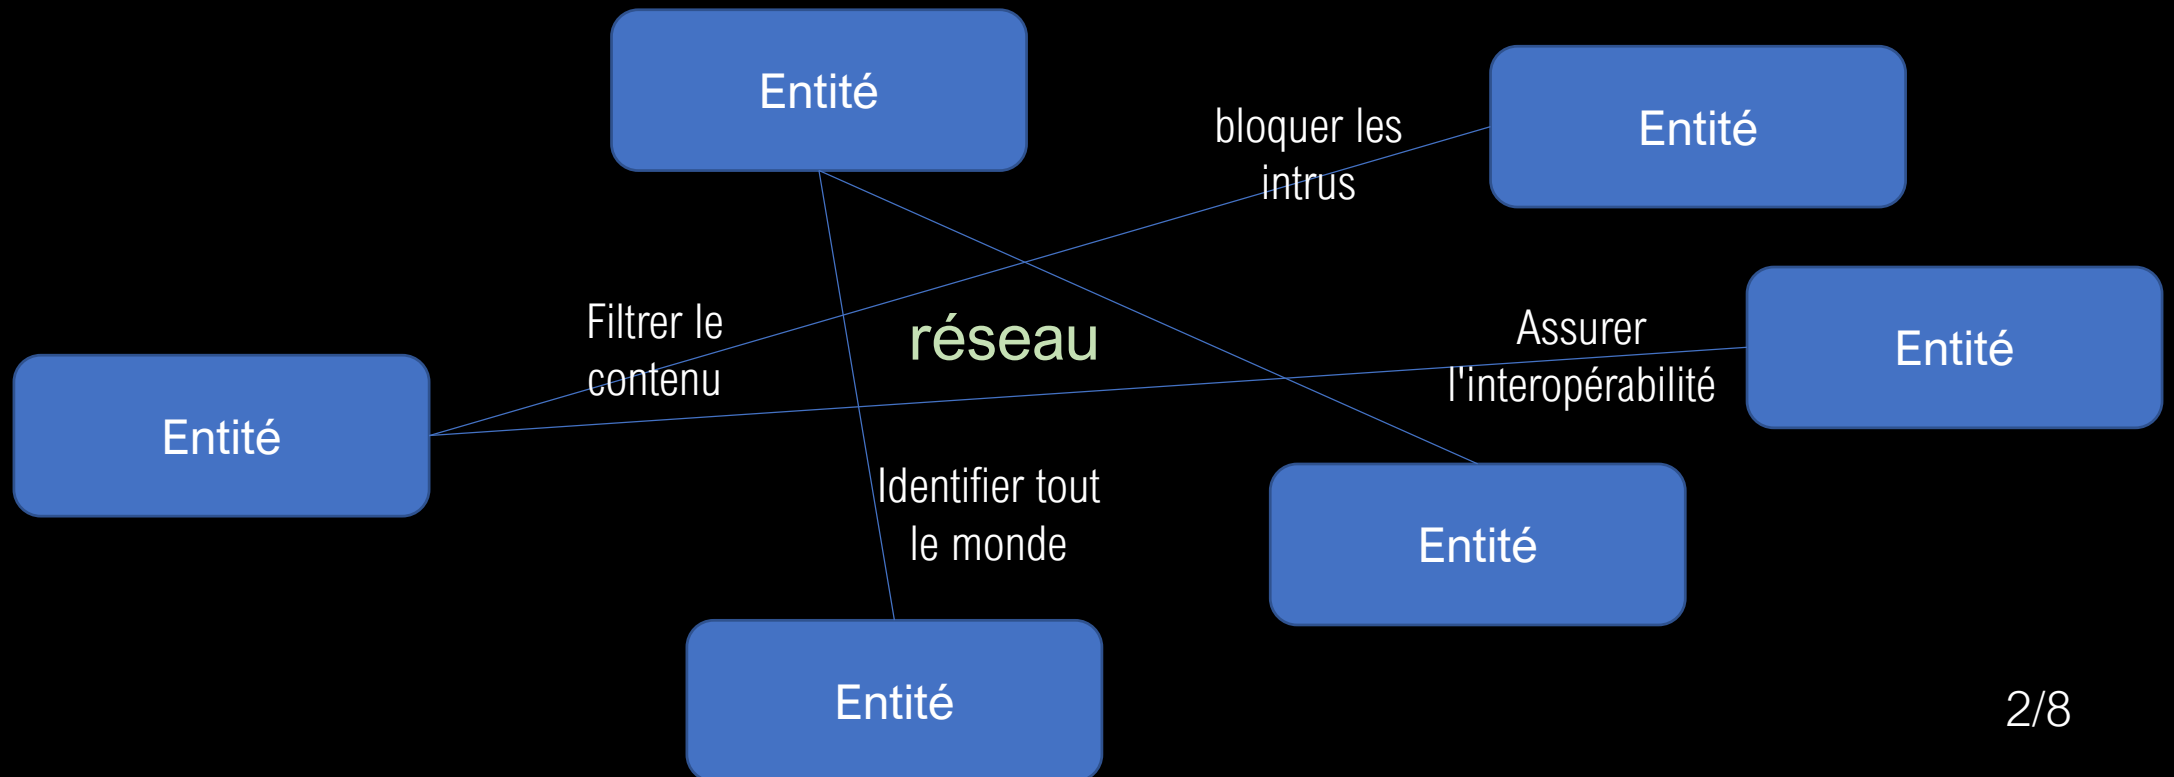 Entité
bloquer les
intrus
Entité
Filtrer le
contenu
réseau
Assurer
l'interopérabilité
Entité
Entité
Identifier tout
le monde
Entité
Entité
2/8